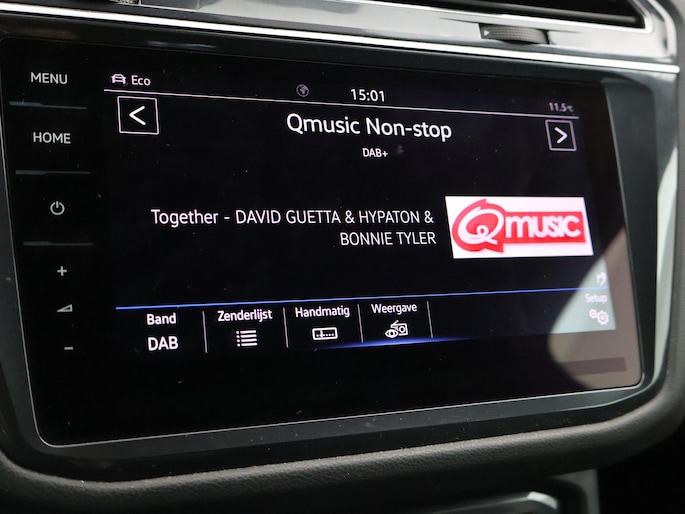 MENU
HOME
Eco
15:01
11.5°C
Qmusic Non-stop
DAB+
Together - DAVID GUETTA & HYPATON &
BONNIE TYLER
Qmusic
Band
DAB
Zenderlijst
Handmatig
Weergave
Setup